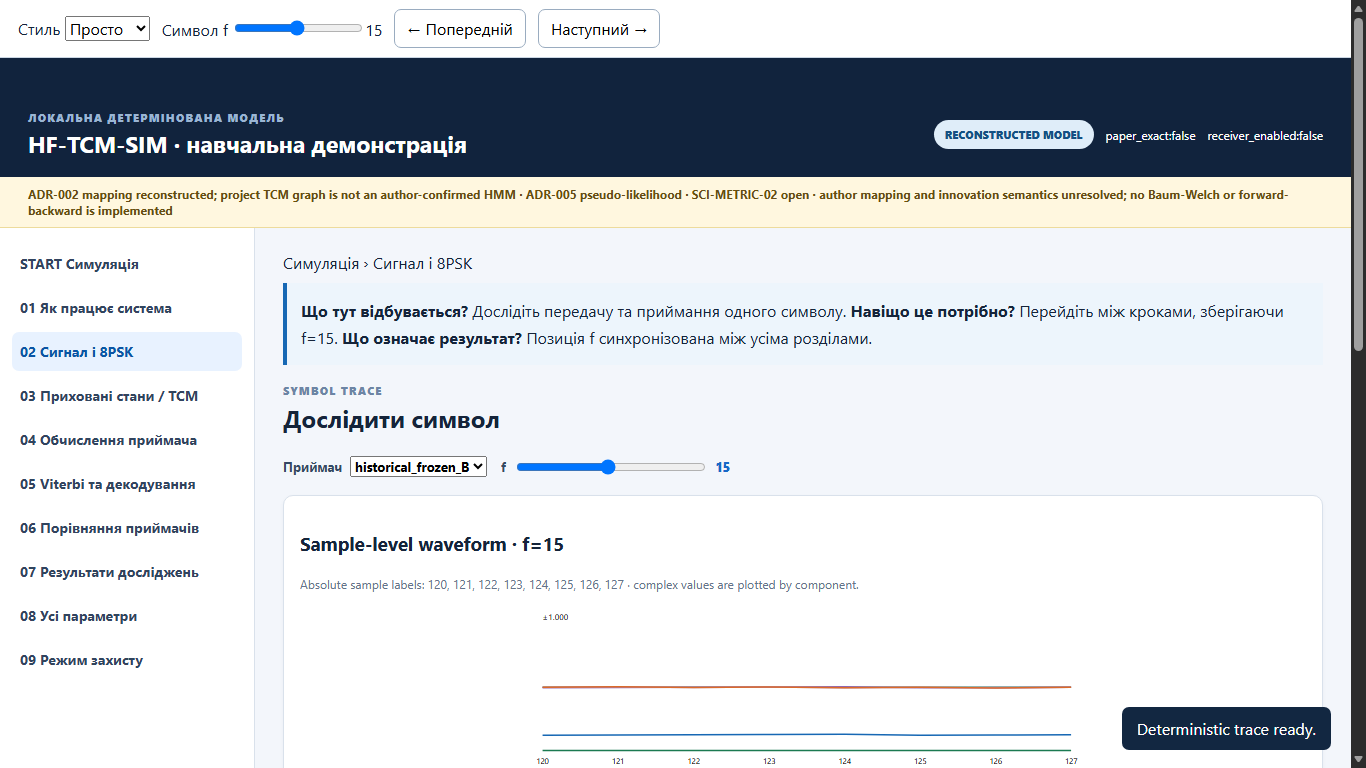 Стиль Просто Символ f 15 ← Попередній Наступний →
ЛОКАЛЬНА ДЕТЕРМІНОВАНА МОДЕЛЬ
HF-TCM-SIM · навчальна демонстрація
RECONSTRUCTED MODEL paper_exact:false receiver_enabled:false
ADR-002 mapping reconstructed; project TCM graph is not an author-confirmed HMM · ADR-005 pseudo-likelihood · SCI-METRIC-02 open · author mapping and innovation semantics unresolved; no Baum-Welch or forward-
backward is implemented
START Симуляція
01 Як працює система
02 Сигнал і 8PSK
03 Приховані стани / TCM
04 Обчислення приймача
05 Viterbi та декодування
06 Порівняння приймачів
07 Результати досліджень
08 Усі параметри
09 Режим захисту
Симуляція › Сигнал і 8PSK
Що тут відбувається? Дослідіть передачу та приймання одного символу. Навіщо це потрібно? Перейдіть між кроками, зберігаючи
f=15. Що означає результат? Позиція f синхронізована між усіма розділами.
SYMBOL TRACE
Дослідити символ
Приймач historical_frozen_B f 15
Sample-level waveform · f=15
Absolute sample labels: 120, 121, 122, 123, 124, 125, 126, 127 · complex values are plotted by component.
±1.000
120 121 122 123 124 125 126 127
Deterministic trace ready.